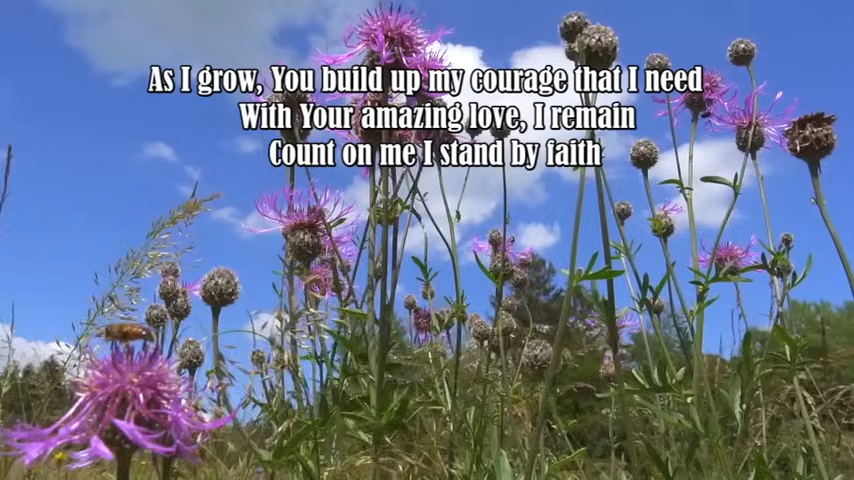 As I grow, You build up my courage that I need
With Your amazing love, I remain
Count on me I stand by faith